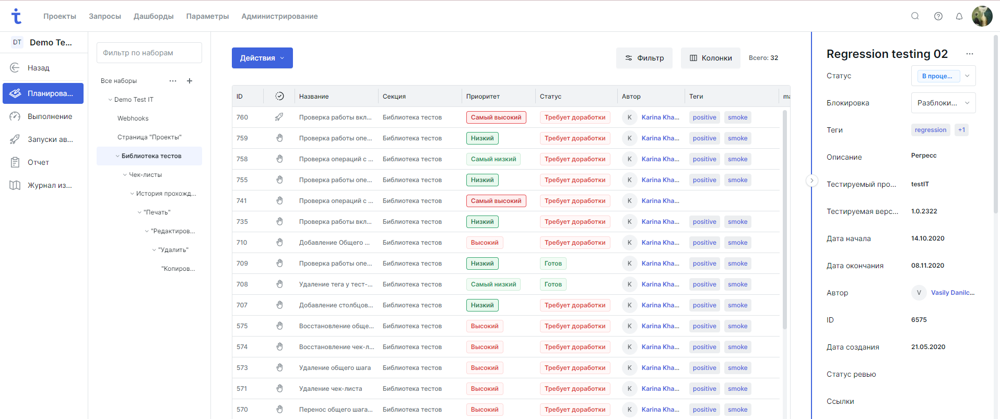 Проекты Запросы Дашборды Параметры Администрирование
DT Demo Te...
Назад
Планирова...
Выполнение
Запуски ав...
Отчет
Журнал из...
Фильтр по наборам
Все наборы
Demo Test IT
Webhooks
Страница "Проекты"
Библиотека тестов
Чек-листы
История прохожд...
"Печать"
"Редактиров...
"Удалить"
"Копиров...
Действия Фильтр Колонки Всего: 32
ID Название Секция Приоритет Статус Автор Теги ma
760 Проверка работы вкл... Библиотека тестов Самый высокий Требует доработки K Karina Kha... positive smoke
759 Проверка работы опе... Библиотека тестов Низкий Требует доработки K Karina Kha... positive smoke
758 Проверка операций с ... Библиотека тестов Самый низкий Требует доработки K Karina Kha... positive smoke
755 Проверка работы опе... Библиотека тестов Низкий Требует доработки K Karina Kha... positive smoke
741 Проверка операций с ... Библиотека тестов Самый высокий Требует доработки K Karina Kha...
735 Проверка работы вкл... Библиотека тестов Низкий Требует доработки K Karina Kha... positive smoke
710 Добавление Общего ... Библиотека тестов Высокий Требует доработки K Karina Kha... positive smoke
709 Проверка работы опе... Библиотека тестов Низкий Готов K Karina Kha... positive smoke
708 Удаление тега у тест-... Библиотека тестов Самый низкий Готов K Karina Kha... positive smoke
707 Добавление столбцов... Библиотека тестов Низкий Требует доработки K Karina Kha... positive smoke
575 Восстановление обще... Библиотека тестов Высокий Требует доработки K Karina Kha... positive smoke
574 Восстановление чек-л... Библиотека тестов Высокий Требует доработки K Karina Kha... positive smoke
573 Удаление общего шага Библиотека тестов Высокий Требует доработки K Karina Kha... positive smoke
571 Удаление чек-листа Библиотека тестов Высокий Требует доработки K Karina Kha... positive smoke
570 Перенос общего шага... Библиотека тестов Высокий Требует доработки K Karina Kha... positive smoke
Regression testing 02
Статус В проце...
Блокировка Разблоки...
Теги regression +1
Описание Регресс
Тестируемый про... testIT
Тестируемая верс... 1.0.2322
Дата начала 14.10.2020
Дата окончания 08.11.2020
Автор V Vasily Danilc...
ID 6575
Дата создания 21.05.2020
Статус ревью
Ссылки